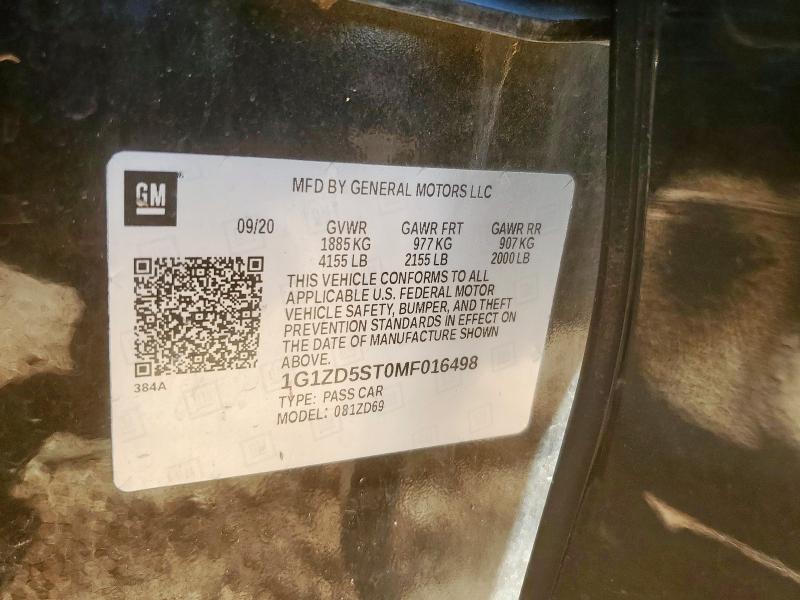 GM
MFD BY GENERAL MOTORS LLC
09/20 GVWR GAWR FRT GAWR RR
1885 KG 977 KG 907 KG
4155 LB 2155 LB 2000 LB
THIS VEHICLE CONFORMS TO ALL
APPLICABLE U.S. FEDERAL MOTOR
VEHICLE SAFETY, BUMPER, AND THEFT
PREVENTION STANDARDS IN EFFECT ON
THE DATE OF MANUFACTURE SHOWN
ABOVE.
384A
1G1ZD5ST0MF016498
TYPE: PASS CAR
MODEL: 081ZD69